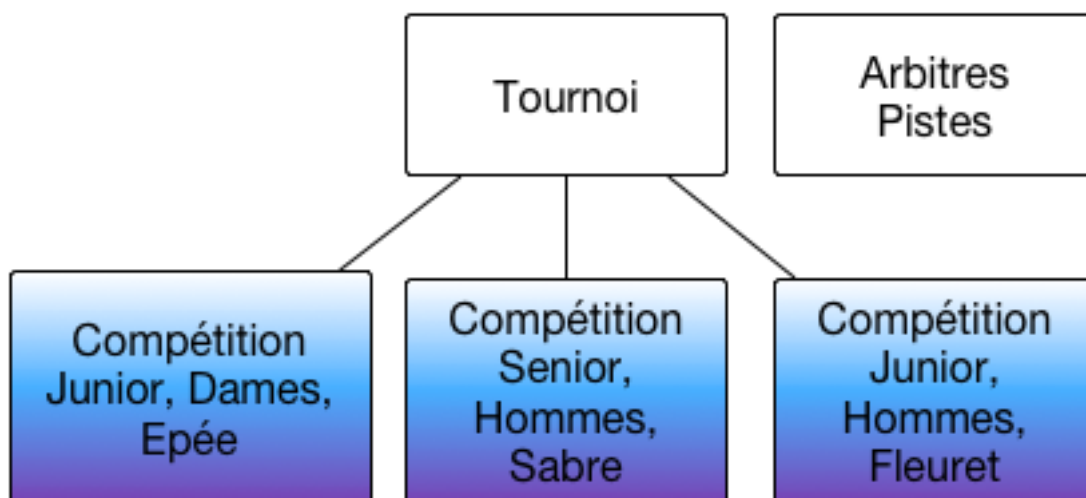 Tournoi
Arbitres
Pistes
Compétition
Junior, Dames,
Epée
Compétition
Senior,
Hommes,
Sabre
Compétition
Junior,
Hommes,
Fleuret